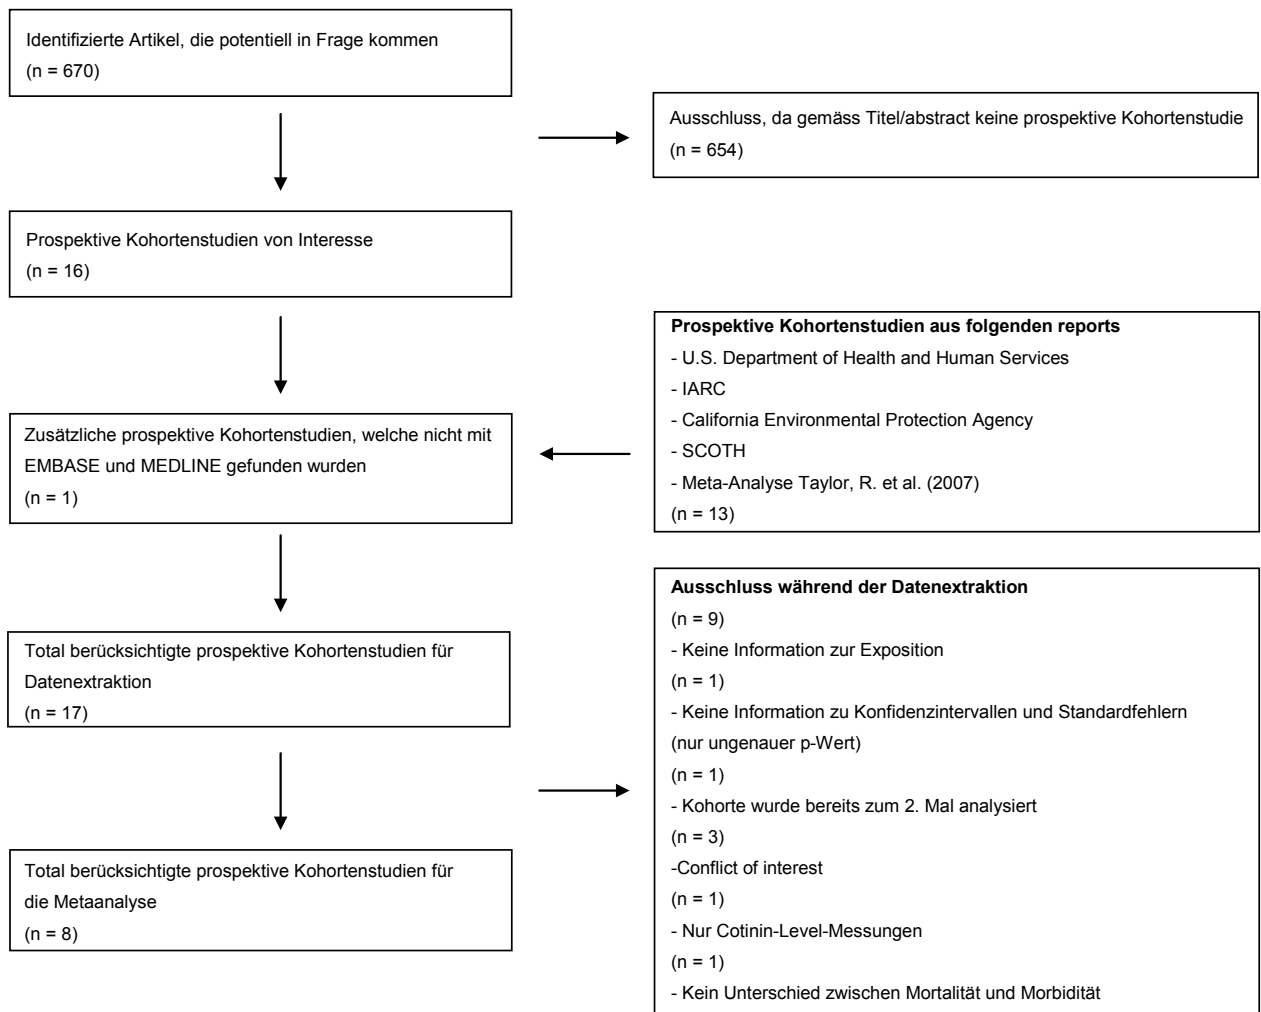 Identifizierte Artikel, die potentiell in Frage kommen
(n = 670)
Ausschluss, da gemäss Titel/abstract keine prospektive Kohortenstudie
(n = 654)
Prospektive Kohortenstudien von Interesse
(n = 16)
Prospektive Kohortenstudien aus folgenden reports
- U.S. Department of Health and Human Services
- IARC
- California Environmental Protection Agency
- SCOTH
- Meta-Analyse Taylor, R. et al. (2007)
(n = 13)
Zusätzliche prospektive Kohortenstudien, welche nicht mit
EMBASE und MEDLINE gefunden wurden
(n = 1)
Total berücksichtigte prospektive Kohortenstudien für
Datenextraktion
(n = 17)
Ausschluss während der Datenextraktion
(n = 9)
- Keine Information zur Exposition
(n = 1)
- Keine Information zu Konfidenzintervallen und Standardfehlern
(nur ungenauer p-Wert)
(n = 1)
- Kohorte wurde bereits zum 2. Mal analysiert
(n = 3)
-Conflict of interest
(n = 1)
- Nur Cotinin-Level-Messungen
(n = 1)
- Kein Unterschied zwischen Mortalität und Morbidität
Total berücksichtigte prospektive Kohortenstudien für
die Metaanalyse
(n = 8)